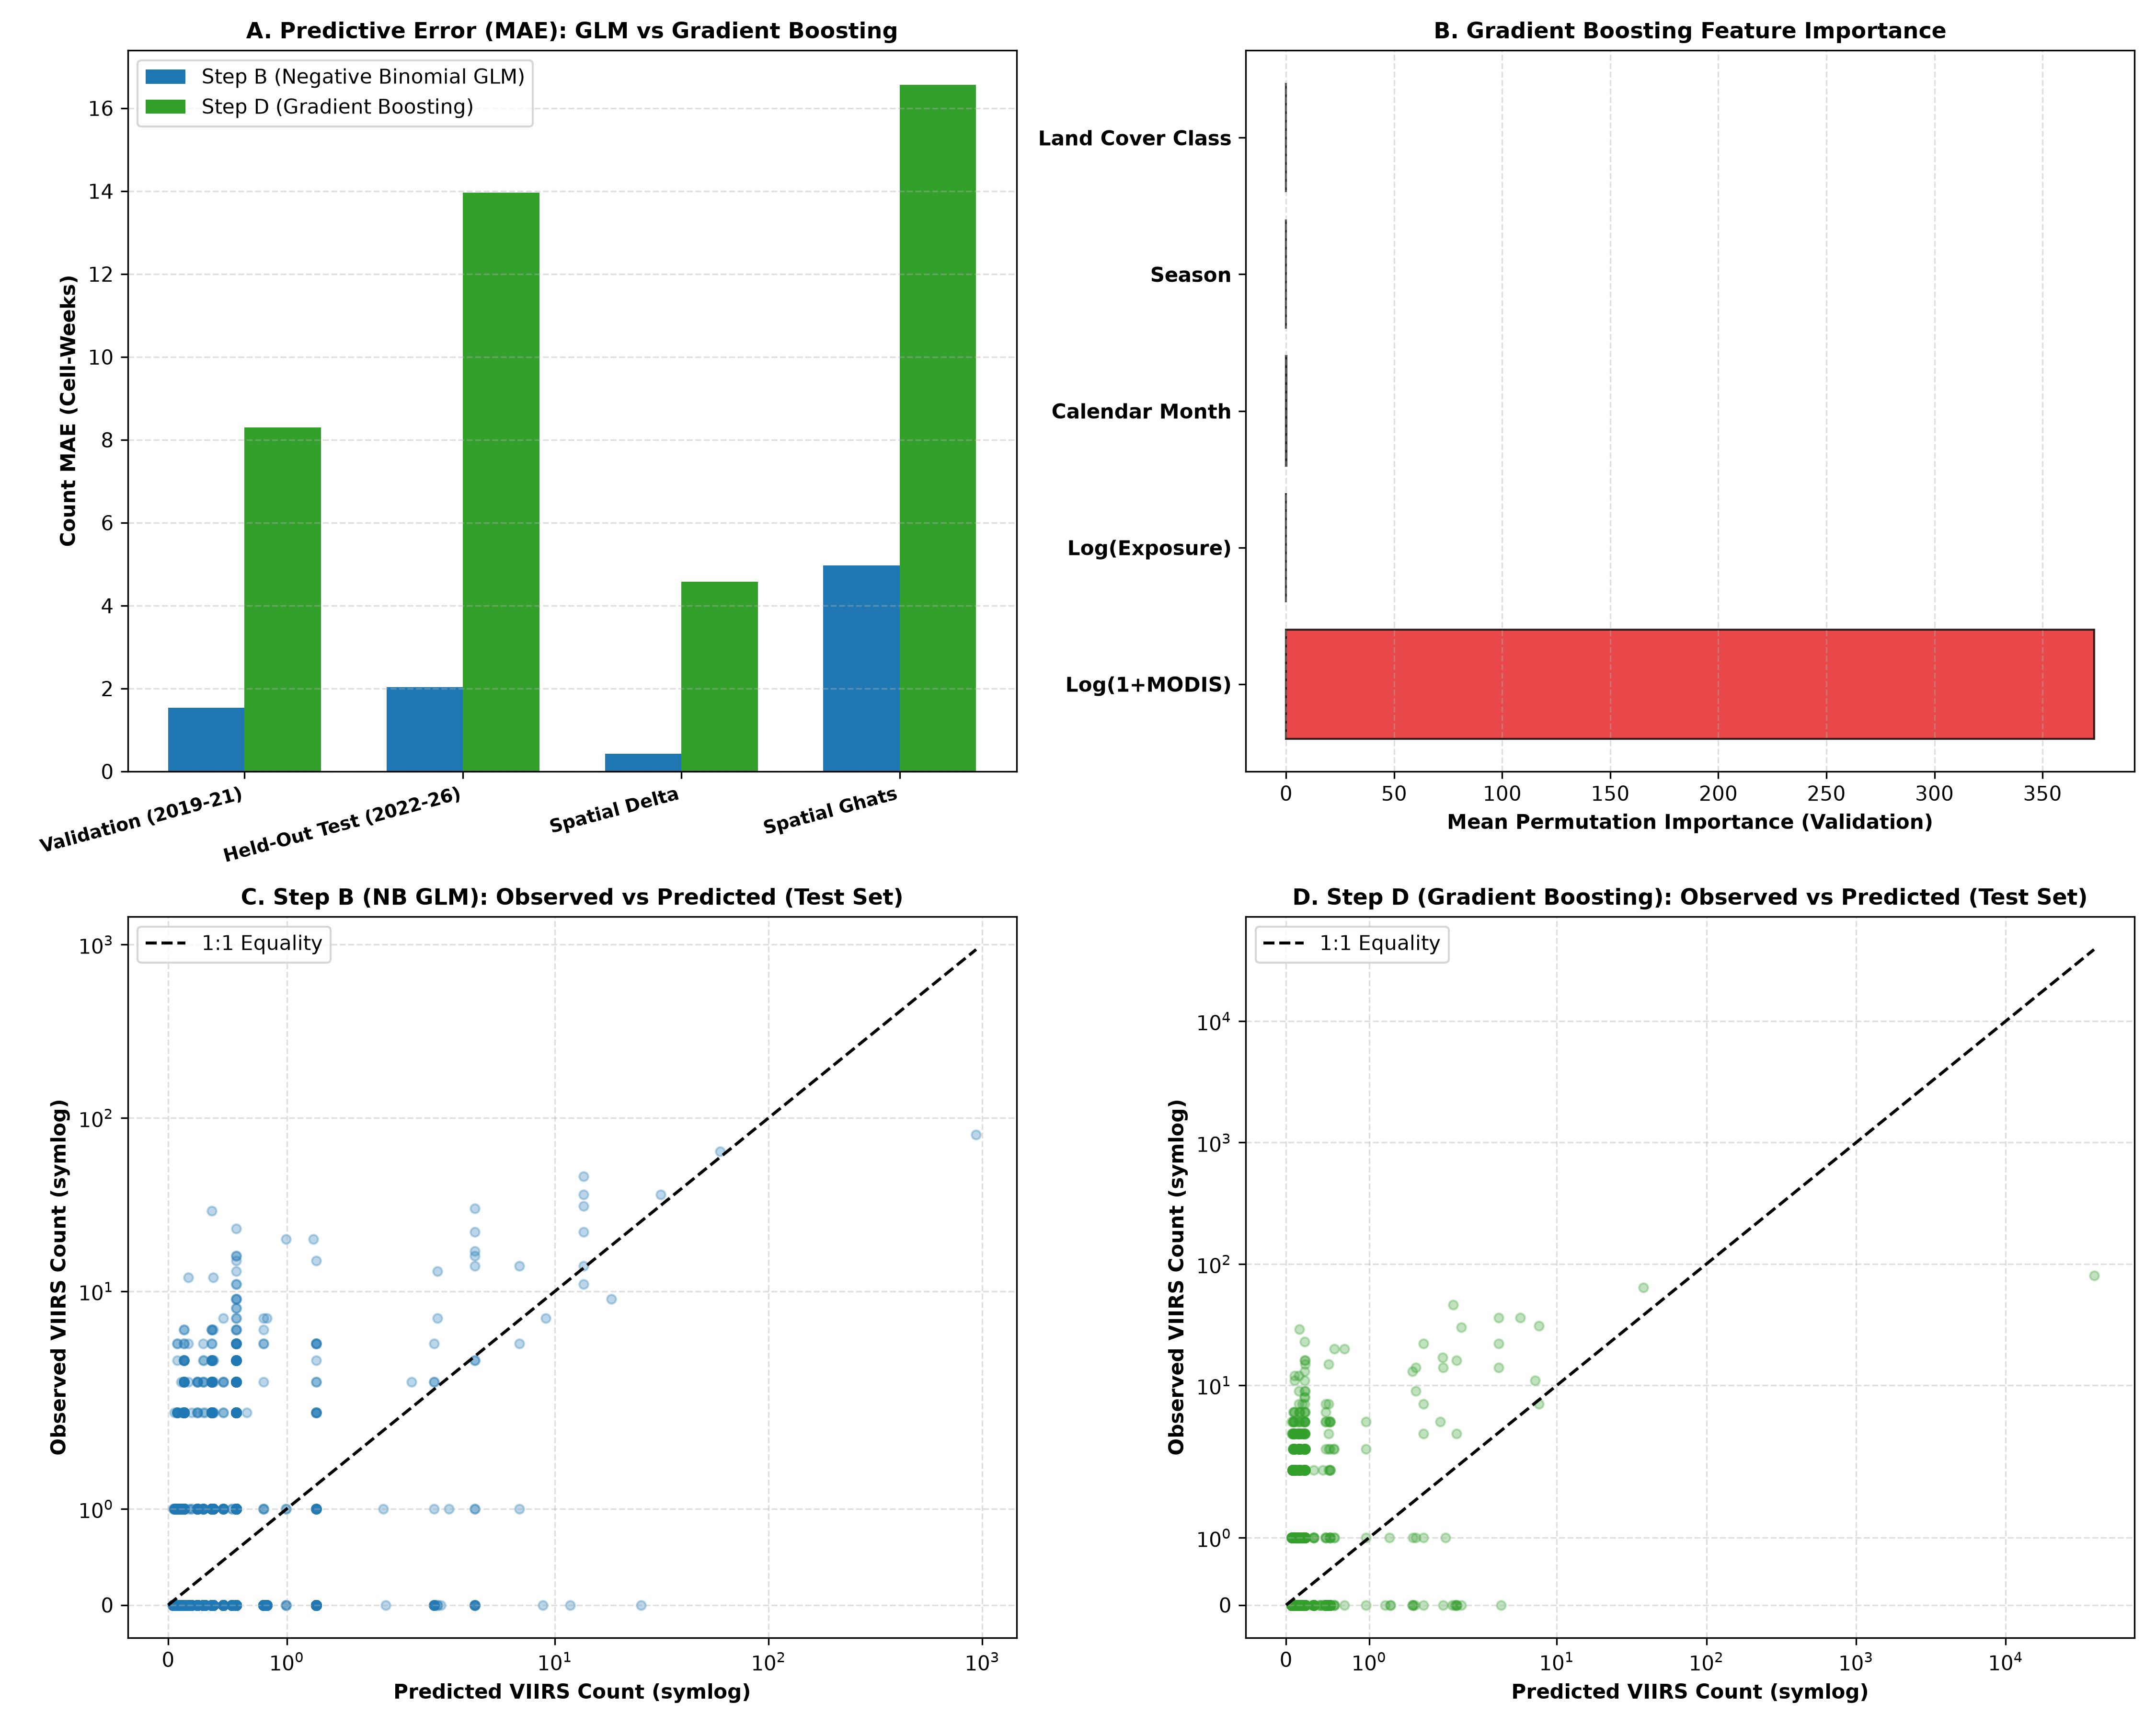 A. Predictive Error (MAE): GLM vs Gradient Boosting
Step B (Negative Binomial GLM)
Step D (Gradient Boosting)
Count MAE (Cell-Weeks)
16
14
12
10
8
6
4
2
0
Validation (2019-21)
Held-Out Test (2022-26)
Spatial Delta
Spatial Ghats
B. Gradient Boosting Feature Importance
Land Cover Class
Season
Calendar Month
Log(Exposure)
Log(1+MODIS)
0 50 100 150 200 250 300 350
Mean Permutation Importance (Validation)
C. Step B (NB GLM): Observed vs Predicted (Test Set)
1:1 Equality
Observed VIIRS Count (symlog)
10³
10²
10¹
10⁰
0
0 10⁰ 10¹ 10² 10³
Predicted VIIRS Count (symlog)
D. Step D (Gradient Boosting): Observed vs Predicted (Test Set)
1:1 Equality
Observed VIIRS Count (symlog)
10⁴
10³
10²
10¹
10⁰
0
0 10⁰ 10¹ 10² 10³ 10⁴
Predicted VIIRS Count (symlog)